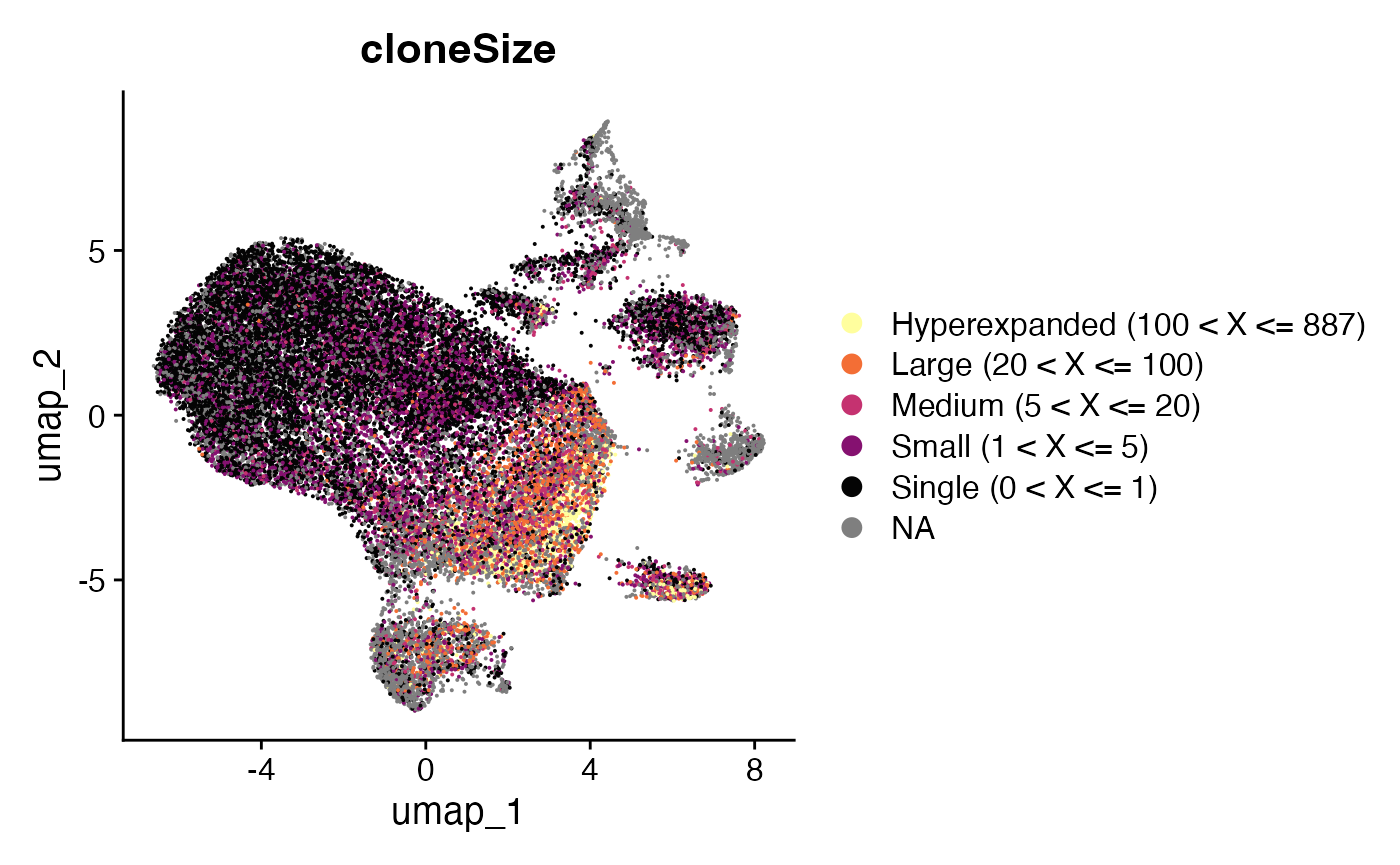 cloneSize
umap_2
5
0
-5
-4
0
4
8
umap_1
Hyperexpanded (100 < X <= 887)
Large (20 < X <= 100)
Medium (5 < X <= 20)
Small (1 < X <= 5)
Single (0 < X <= 1)
NA